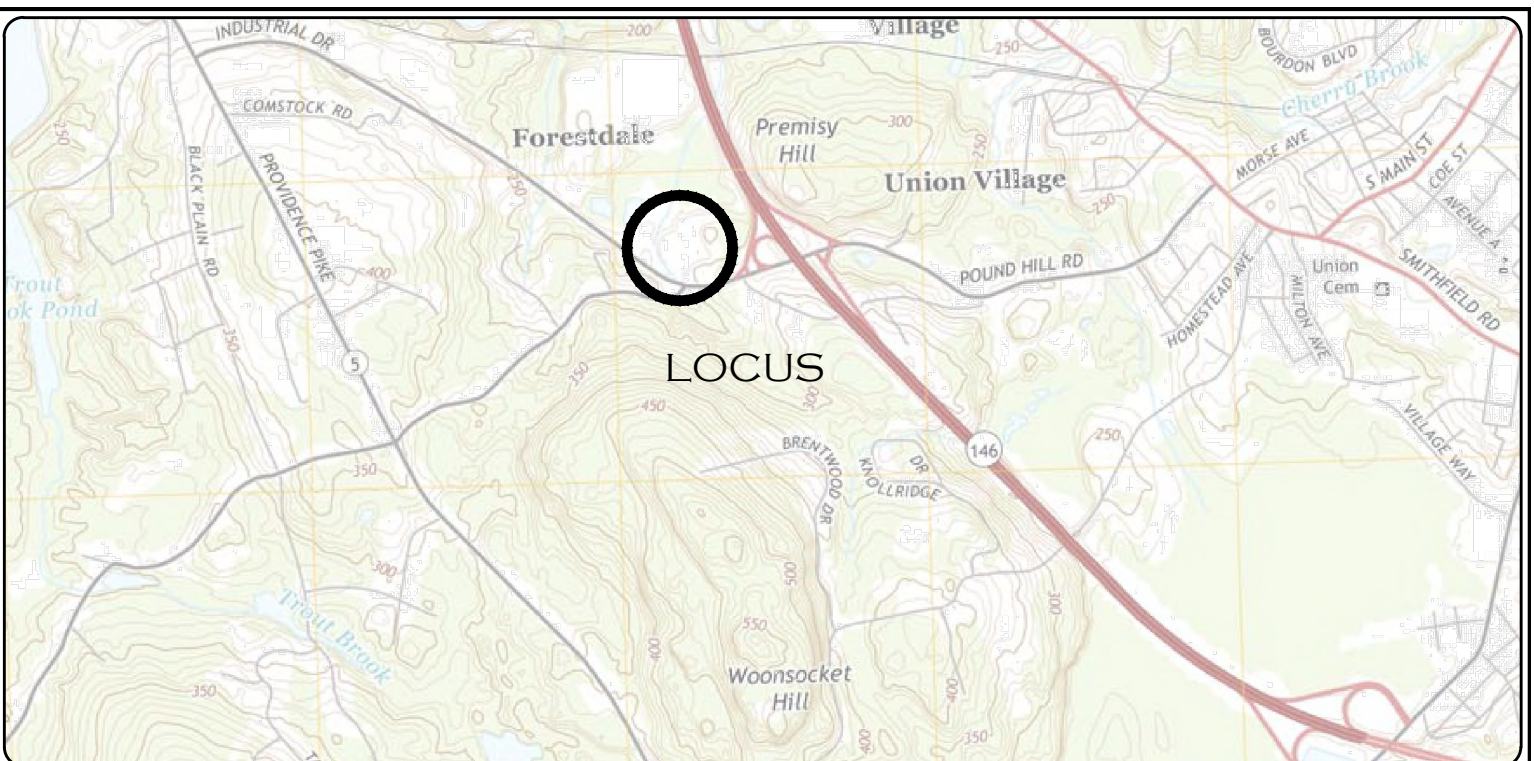 INDUSTRIAL DR
200
Village
250
BOURDON BLVD
Cherry Brook
COMSTOCK RD
250
Forestdale
Premisy
Hill
300
250
MORSE AVE
S MAIN ST
COE ST
BLACK PLAIN RD
PROVIDENCE PIKE
250
Union Village
250
AVENUE A
400
POUND HILL RD
HOMESTEAD AVE
Union
Cem
MILTON AVE
SMITHFIELD RD
Trout
ok Pond
350
5
LOCUS
350
450
300
VILLAGE WAY
BRENTWOOD DR
KNOLLRIDGE
DR
146
250
350
300
500
300
Trout Brook
550
400
Woonsocket
Hill
350
400
400
350